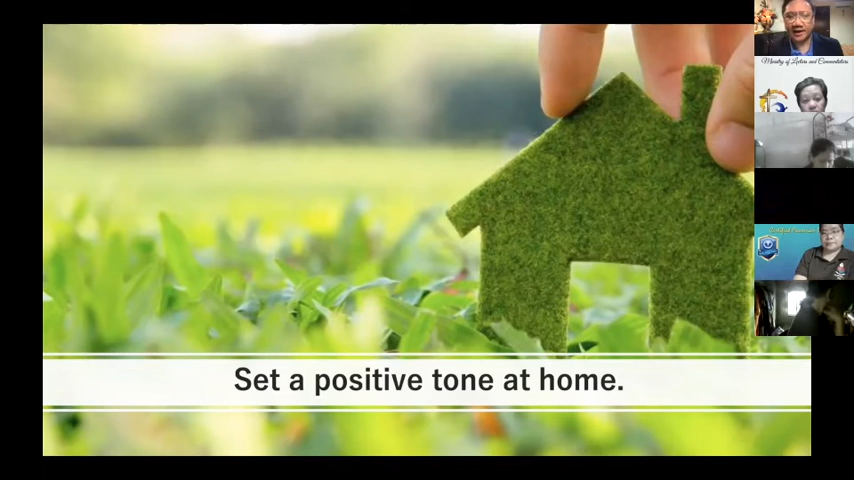 Ministry of Lectors and Commentators
Set a positive tone at home.